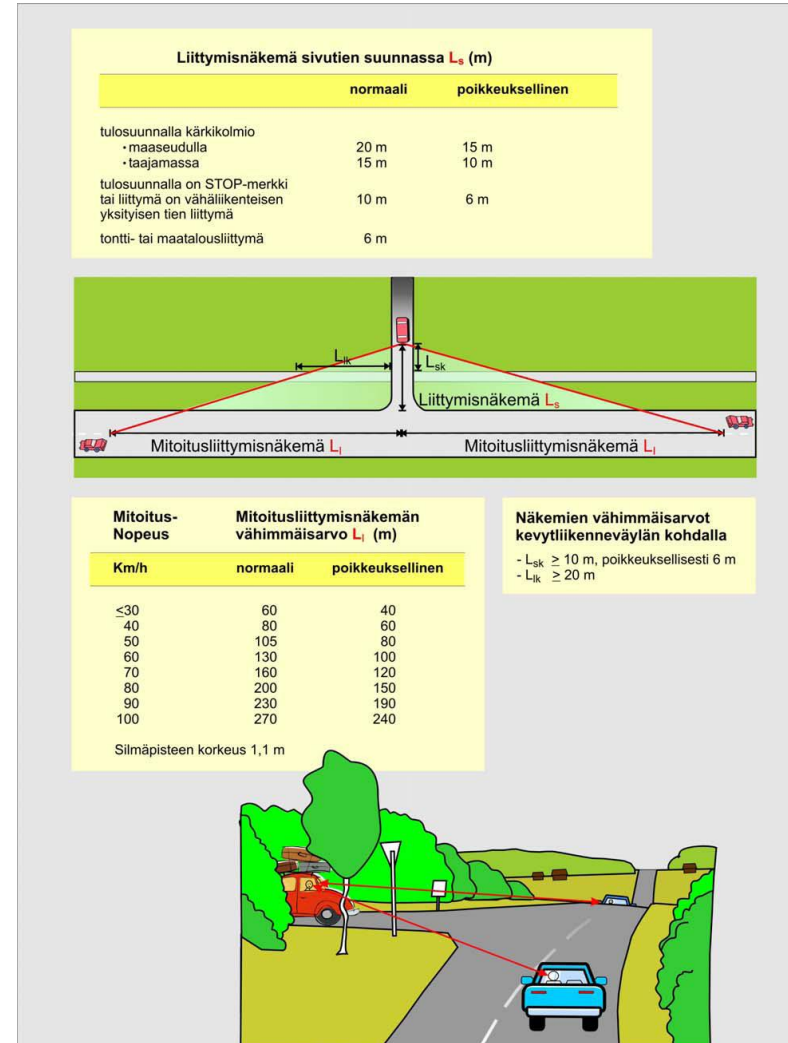 Liittymisnäkemä sivutien suunnassa Ls (m)
normaali poikkeuksellinen
tulosuunnalla kärkikolmio
• maaseudulla 20 m 15 m
• taajamassa 15 m 10 m
tulosuunnalla on STOP-merkki
tai liittymä on vähäliikenteisen 10 m 6 m
yksityisen tien liittymä
tontti- tai maatalousliittymä 6 m
Llk
Lsk
Liittymisnäkemä Ls
Mitoitusliittymisnäkemä Ll Mitoitusliittymisnäkemä Ll
Mitoitus- Mitoitusliittymisnäkemän
Nopeus vähimmäisarvo Ll (m)
Km/h normaali poikkeuksellinen
≤30 60 40
40 80 60
50 105 80
60 130 100
70 160 120
80 200 150
90 230 190
100 270 240
Silmäpisteen korkeus 1,1 m
Näkemien vähimmäisarvot
kevytliikenneväylän kohdalla
- Lsk ≥ 10 m, poikkeuksellisesti 6 m
- Llk ≥ 20 m